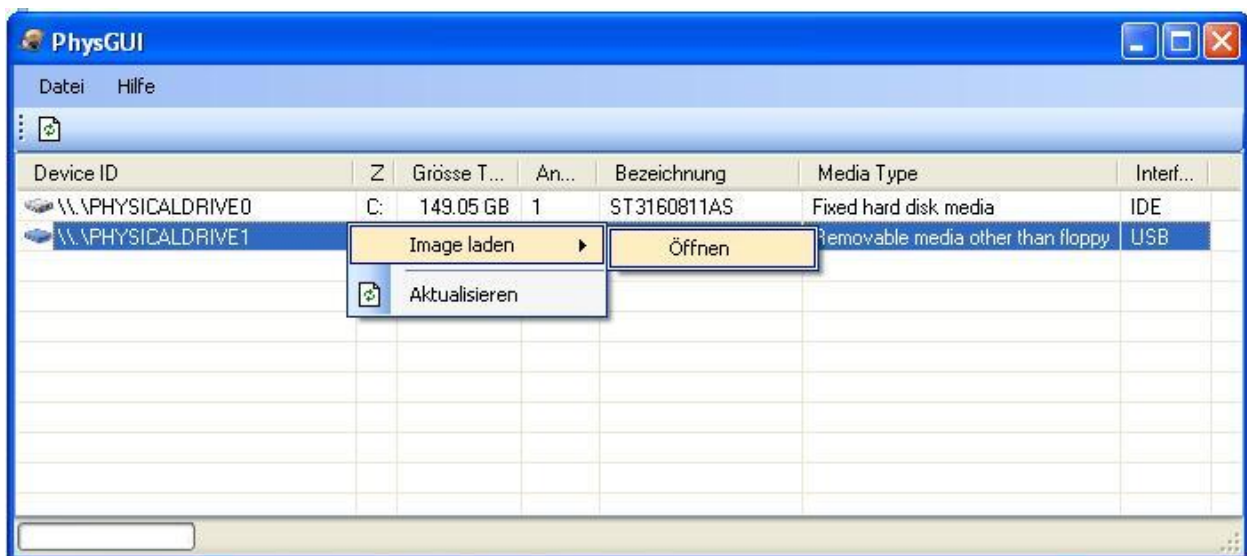 PhysGUI
Datei Hilfe
Device ID Z Grösse T... An... Bezeichnung Media Type Interf...
\\.\PHYSICALDRIVE0 C: 149.05 GB 1 ST3160811AS Fixed hard disk media IDE
\\.\PHYSICALDRIVE1 Removable media other than floppy USB
Image laden Öffnen
Aktualisieren